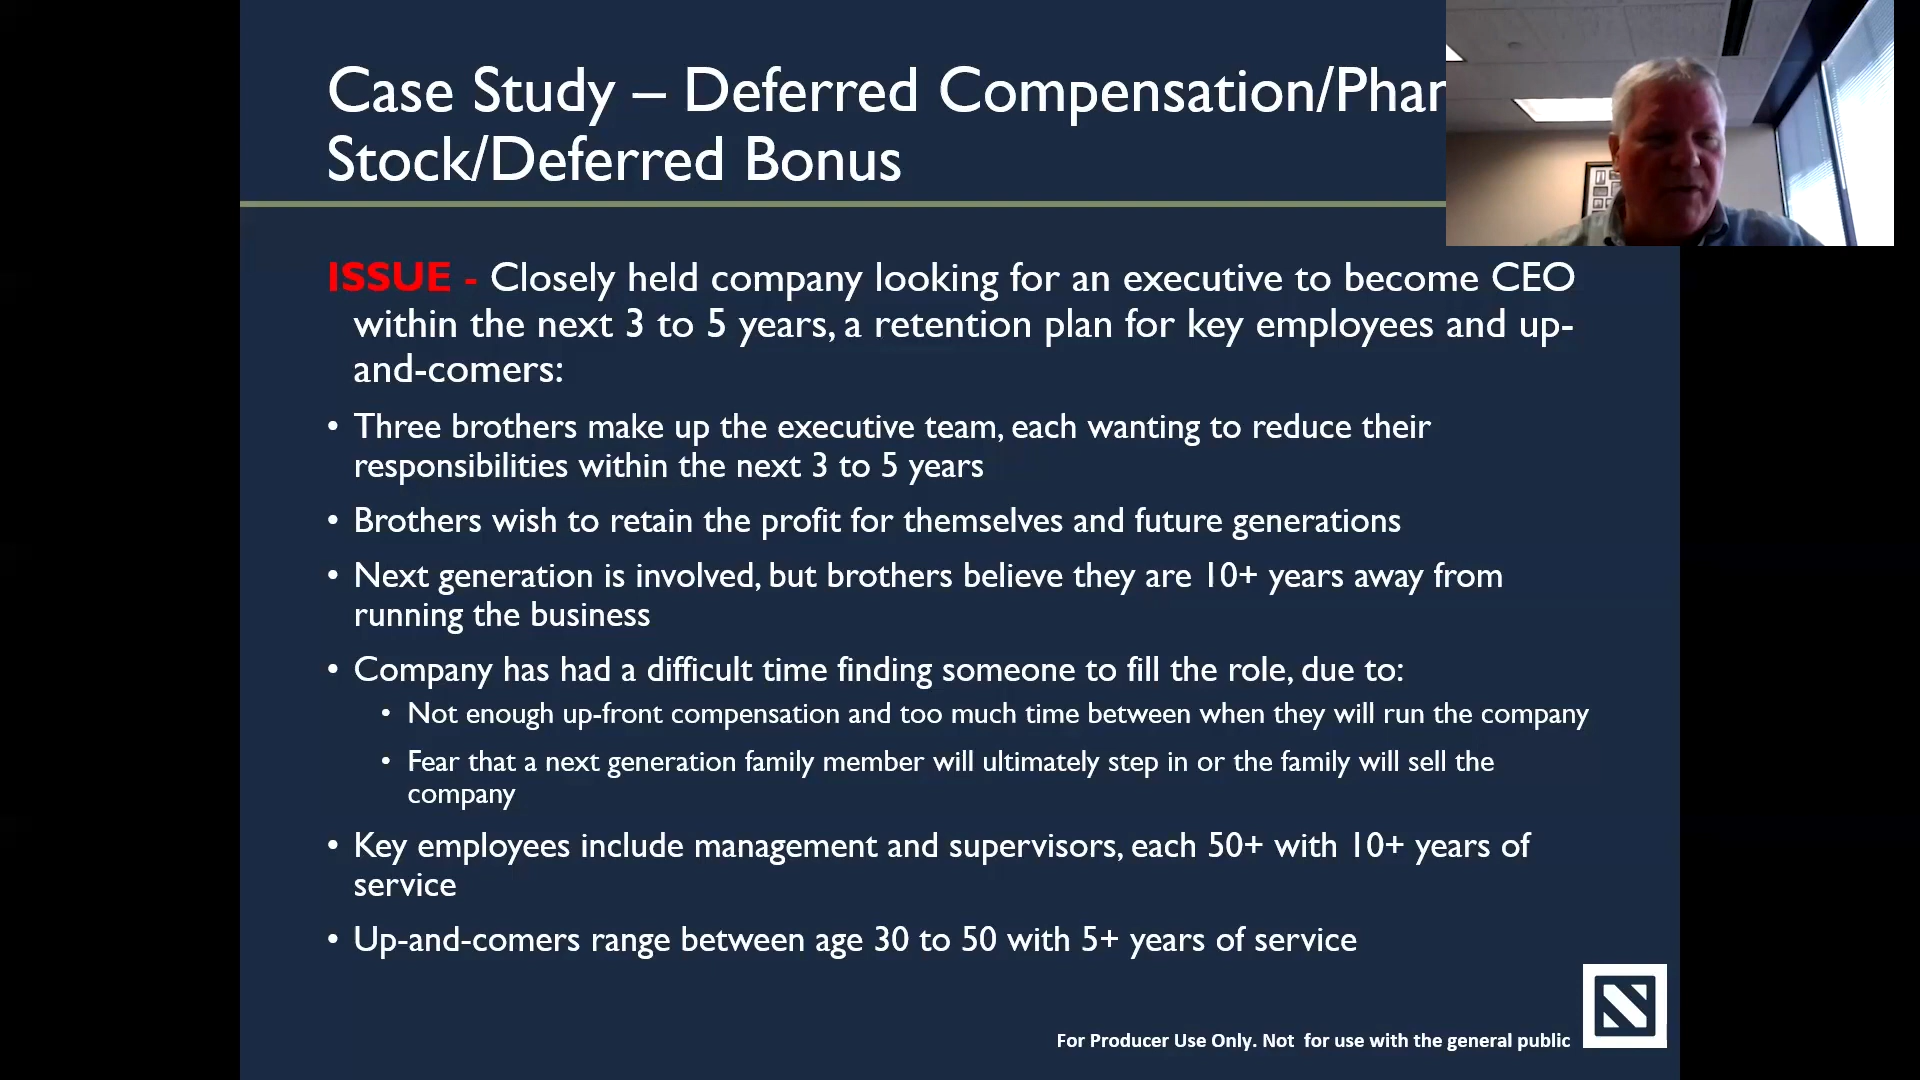 Case Study – Deferred Compensation/Phan
Stock/Deferred Bonus
ISSUE - Closely held company looking for an executive to become CEO
within the next 3 to 5 years, a retention plan for key employees and up-
and-comers:
• Three brothers make up the executive team, each wanting to reduce their
responsibilities within the next 3 to 5 years
• Brothers wish to retain the profit for themselves and future generations
• Next generation is involved, but brothers believe they are 10+ years away from
running the business
• Company has had a difficult time finding someone to fill the role, due to:
• Not enough up-front compensation and too much time between when they will run the company
• Fear that a next generation family member will ultimately step in or the family will sell the
company
• Key employees include management and supervisors, each 50+ with 10+ years of
service
• Up-and-comers range between age 30 to 50 with 5+ years of service
For Producer Use Only. Not for use with the general public